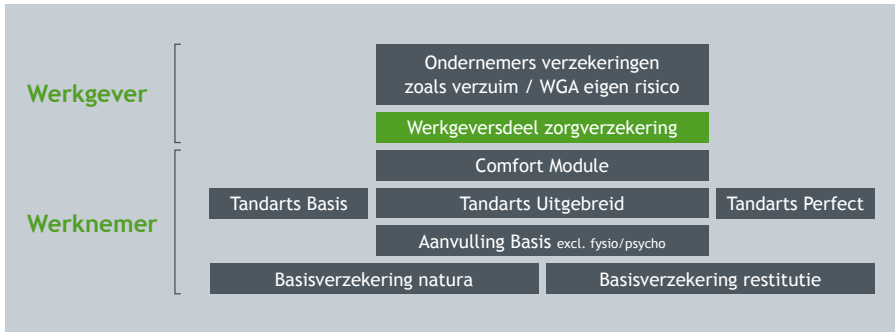 Werkgever
Ondernemers verzekeringen
zoals verzuim / WGA eigen risico
Werkgeversdeel zorgverzekering
Werknemer
Comfort Module
Tandarts Basis
Tandarts Uitgebreid
Tandarts Perfect
Aanvulling Basis excl. fysio/psycho
Basisverzekering natura
Basisverzekering restitutie